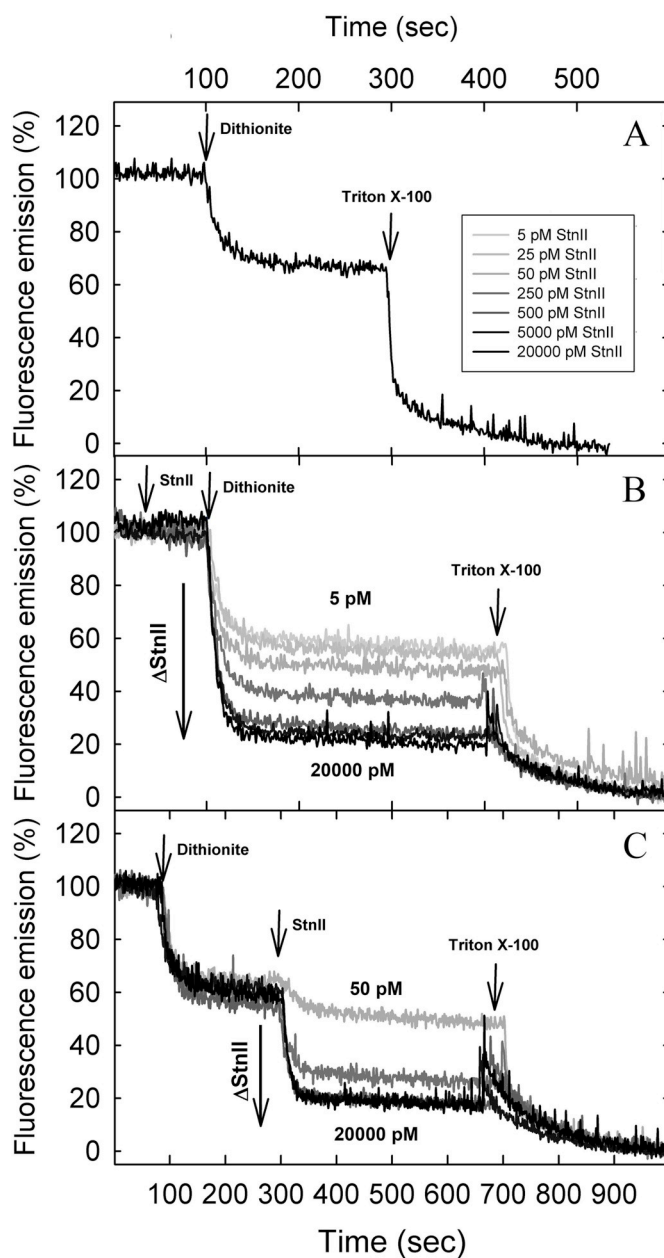 Time (sec)
100 200 300 400 500
Fluorescence emission (%)
120
100
80
60
40
20
0
A
Dithionite
Triton X-100
5 pM StnII
25 pM StnII
50 pM StnII
250 pM StnII
500 pM StnII
5000 pM StnII
20000 pM StnII
Fluorescence emission (%)
120
100
80
60
40
20
0
B
StnII
Dithionite
Triton X-100
5 pM
ΔStnII
20000 pM
Fluorescence emission (%)
120
100
80
60
40
20
0
C
Dithionite
StnII
Triton X-100
50 pM
ΔStnII
20000 pM
100 200 300 400 500 600 700 800 900
Time (sec)